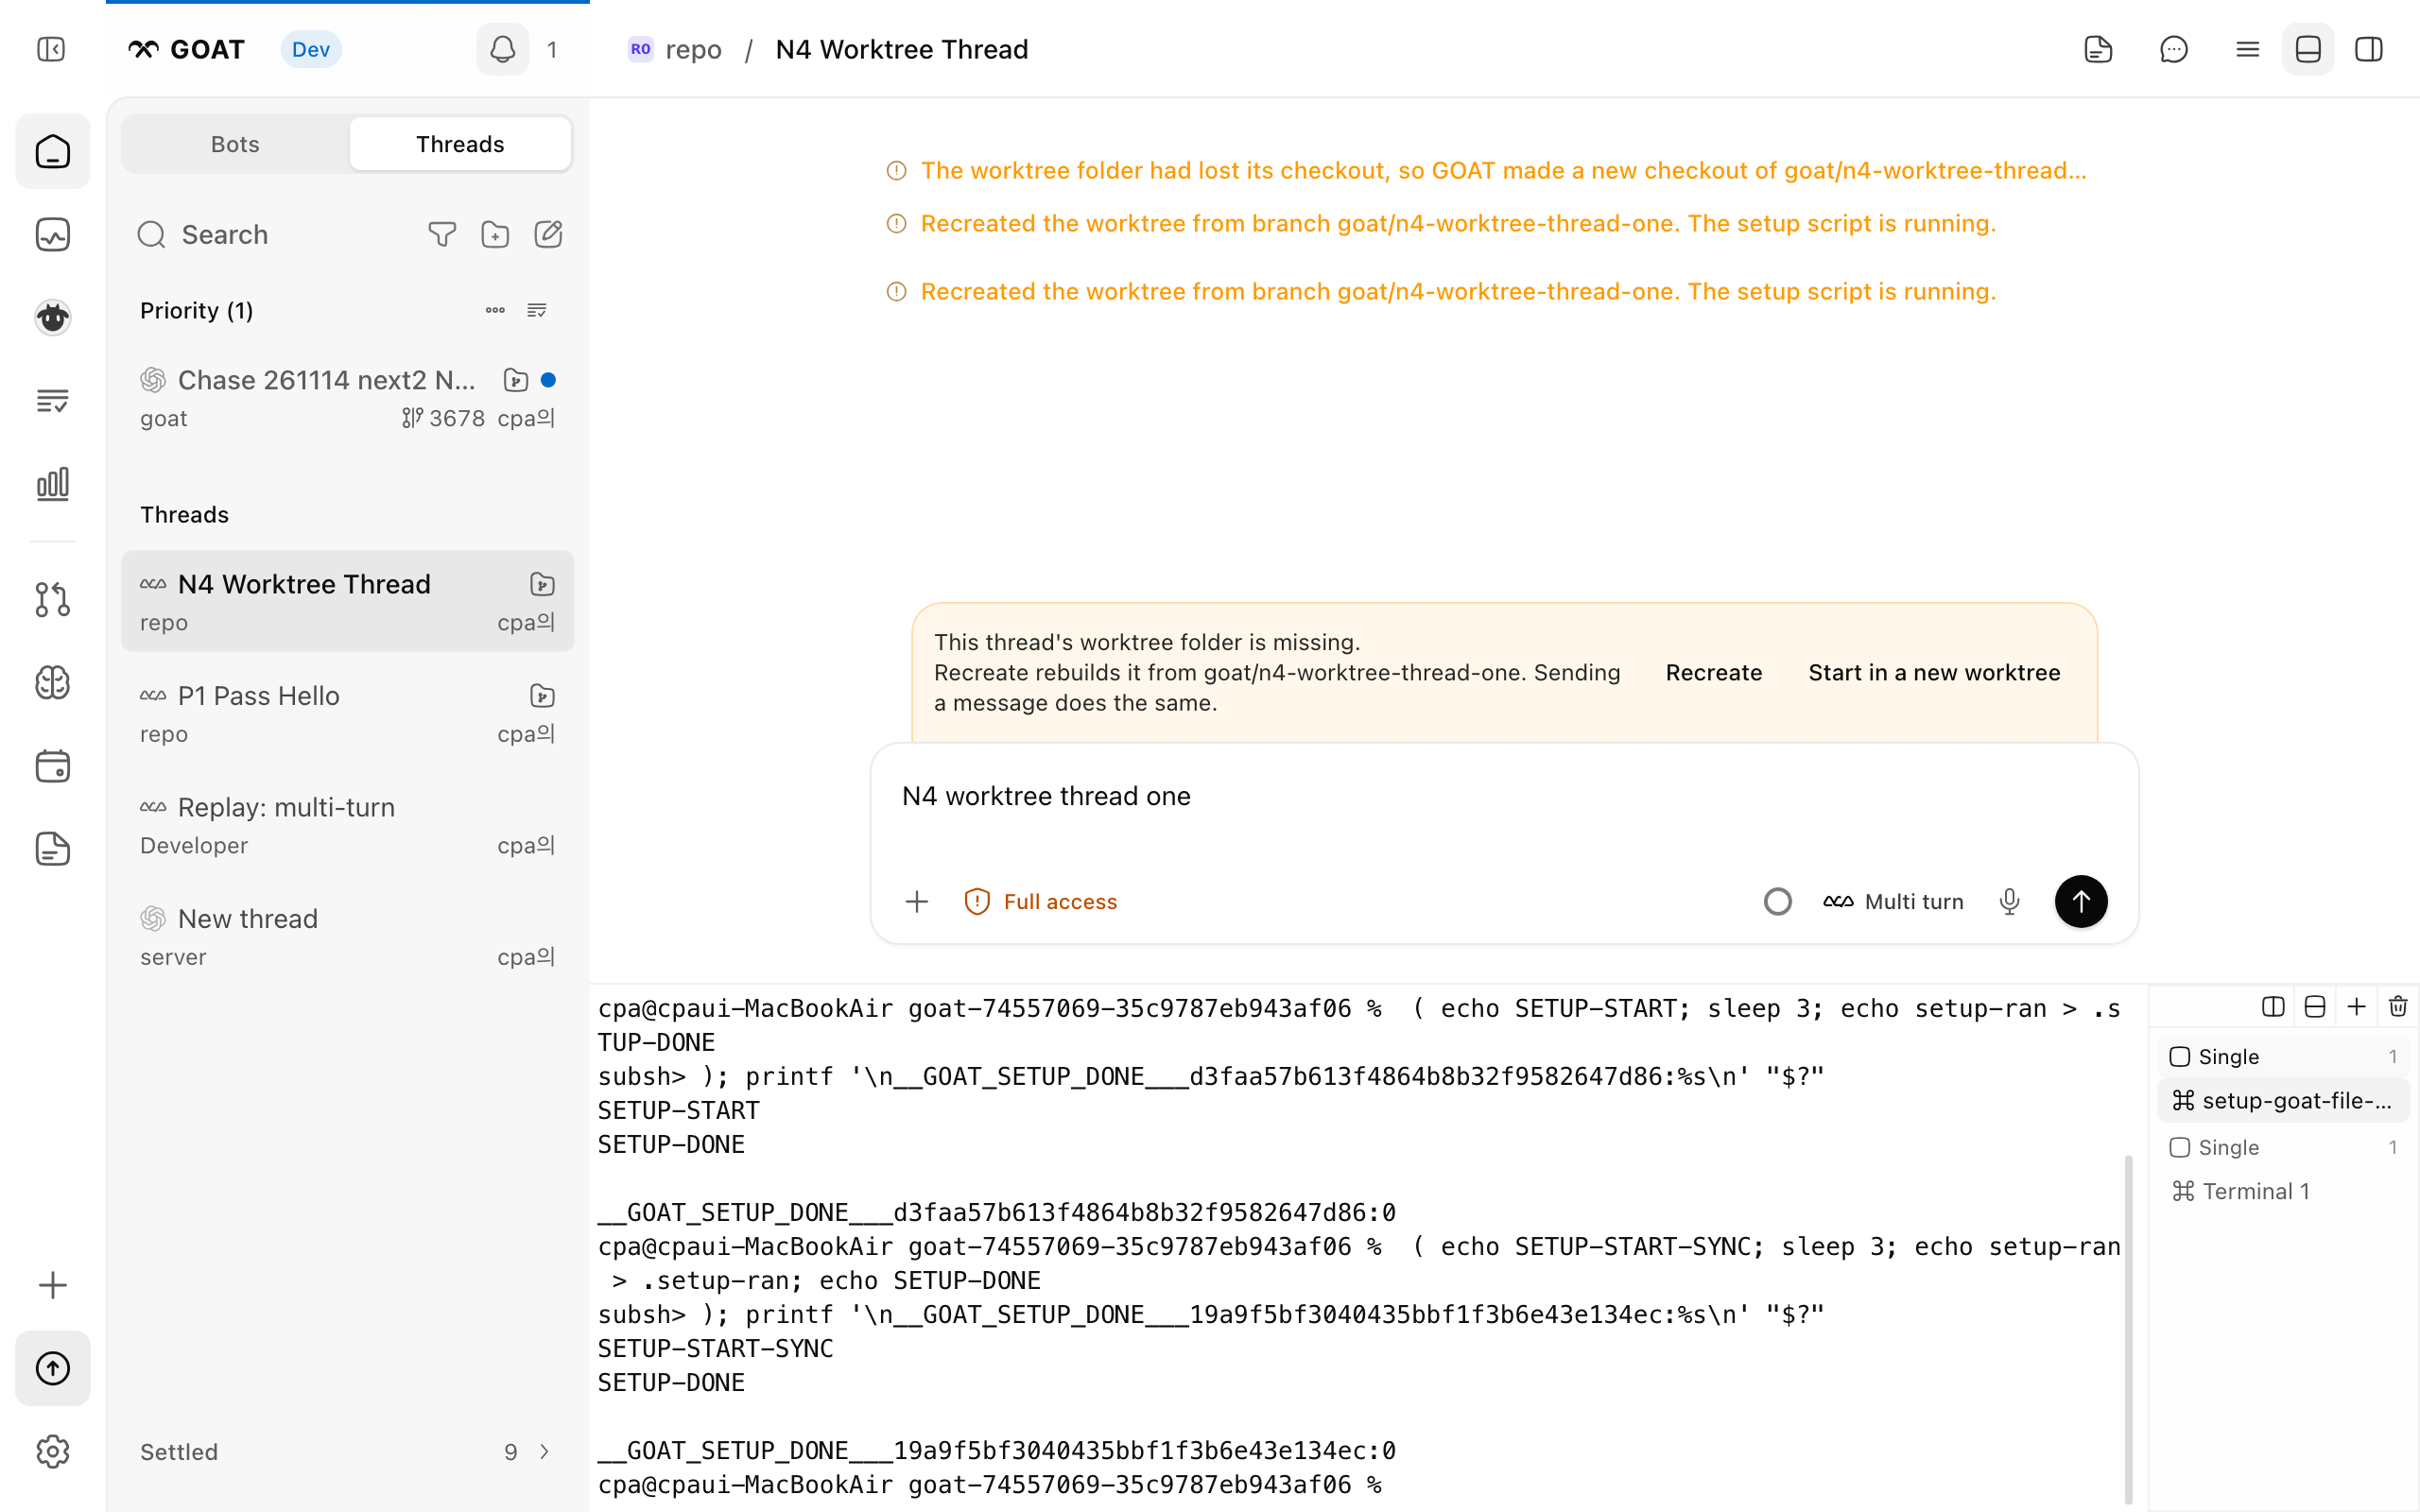 GOAT
Dev
1
RO repo / N4 Worktree Thread
Bots
Threads
Search
Priority (1)
Chase 261114 next2 N...
goat 3678 cpa의
Threads
N4 Worktree Thread
repo cpa의
P1 Pass Hello
repo cpa의
Replay: multi-turn
Developer cpa의
New thread
server cpa의
Settled 9
The worktree folder had lost its checkout, so GOAT made a new checkout of goat/n4-worktree-thread...
Recreated the worktree from branch goat/n4-worktree-thread-one. The setup script is running.
Recreated the worktree from branch goat/n4-worktree-thread-one. The setup script is running.
This thread's worktree folder is missing.
Recreate rebuilds it from goat/n4-worktree-thread-one. Sending
a message does the same.
Recreate
Start in a new worktree
N4 worktree thread one
Full access
Multi turn
cpa@cpaui-MacBookAir goat-74557069-35c9787eb943af06 %  ( echo SETUP-START; sleep 3; echo setup-ran > .s
TUP-DONE
subsh> ); printf '\n__GOAT_SETUP_DONE___d3faa57b613f4864b8b32f9582647d86:%s\n' "$?"
SETUP-START
SETUP-DONE
__GOAT_SETUP_DONE___d3faa57b613f4864b8b32f9582647d86:0
cpa@cpaui-MacBookAir goat-74557069-35c9787eb943af06 %  ( echo SETUP-START-SYNC; sleep 3; echo setup-ran
 > .setup-ran; echo SETUP-DONE
subsh> ); printf '\n__GOAT_SETUP_DONE___19a9f5bf3040435bbf1f3b6e43e134ec:%s\n' "$?"
SETUP-START-SYNC
SETUP-DONE
__GOAT_SETUP_DONE___19a9f5bf3040435bbf1f3b6e43e134ec:0
cpa@cpaui-MacBookAir goat-74557069-35c9787eb943af06 %
Single 1
setup-goat-file-...
Single 1
Terminal 1